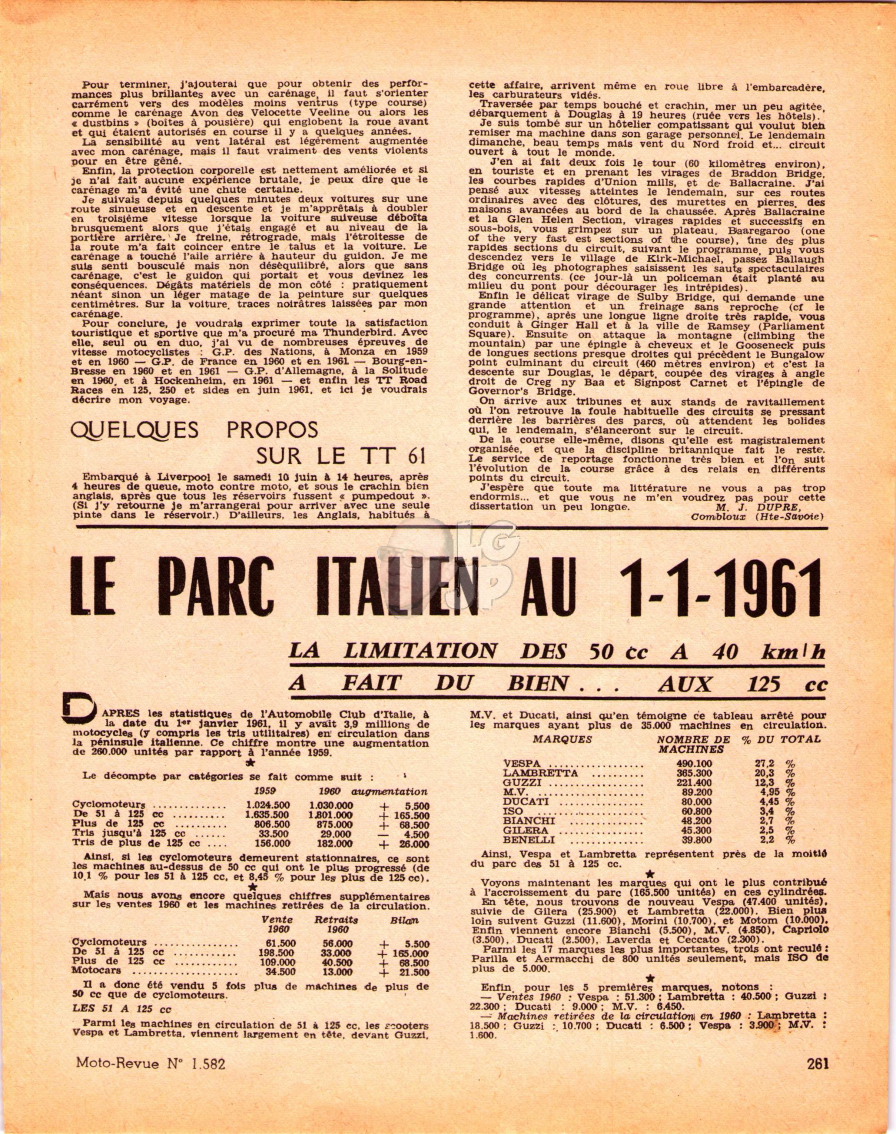 Pour terminer, j'ajouterai que pour obtenir des perfor-
mances plus brillantes avec un carénage, il faut s'orienter
carrément vers des modèles moins ventrus (type course)
comme le carénage Avon des Velocette Veeline ou alors les
« dustbins » (boîtes à pousière) qui englobent la roue avant
et qui étaient autorisés en course il y a quelques années.
La sensibilité au vent latéral est légèrement augmentée
avec mon carénage, mais il faut vraiment des vents violents
pour en être gêné.
Enfin, la protection corporelle est nettement améliorée et si
je n'ai fait aucune expérience brutale, je peux dire que le
carénage m'a évité une chute certaine.
Je suivais depuis quelques minutes deux voitures sur une
route sinueuse et en descente et je m'apprêtais à doubler
en troisième vitesse lorsque la voiture suiveuse déboîta
brusquement alors que j'étais engagé et au niveau de la
portière arrière. Je freine, rétrograde, mais l'étroitesse de
la route m'a fait coincer entre le talus et la voiture. Le
carénage a touché l'aile arrière à hauteur du guidon. Je me
suis senti bousculé mais non déséquilibré, alors que sans
carénage, c'est le guidon qui portait et vous devinez les
conséquences. Dégâts matériels de mon côté : pratiquement
néant sinon un léger matage de la peinture sur quelques
centimètres. Sur la voiture, traces noirâtres laissées par mon
carénage.
Pour conclure, je voudrais exprimer toute la satisfaction
touristique et sportive que m'a procuré ma Thunderbird. Avec
elle, seul ou en duo, j'ai vu de nombreuses épreuves de
vitesse motocyclistes : G.P. des Nations, à Monza en 1959
et en 1960 — G.P. de France en 1960 et en 1961 — Bourg-en-
Bresse en 1960 et en 1961 — G.P. d'Allemagne, à la Solitude
en 1960, et à Hockenheim, en 1961 — et enfin les TT Road
Races en 125, 250 et sides en juin 1961, et ici je voudrais
décrire mon voyage.
QUELQUES PROPOS
SUR LE TT 61
Embarqué à Liverpool le samedi 10 juin à 14 heures, après
4 heures de queue, moto contre moto, et sous le crachin bien
anglais, après que tous les réservoirs fussent « pumpedout ».
(Si j'y retourne je m'arrangerai pour arriver avec une seule
pinte dans le réservoir.) D'ailleurs, les Anglais, habitués à
cette affaire, arrivent même en roue libre à l'embarcadère,
les carburateurs vidés.
Traversée par temps bouché et crachin, mer un peu agitée,
débarquement à Douglas à 19 heures (ruée vers les hôtels).
Je suis tombé sur un hôtelier compatissant qui voulut bien
remiser ma machine dans son garage personnel. Le lendemain
dimanche, beau temps mais vent du Nord froid et... circuit
ouvert à tout le monde.
J'en ai fait deux fois le tour (60 kilomètres environ),
en touriste et en prenant les virages de Braddon Bridge,
les courbes rapides d'Union mills, et de Ballacraine. J'ai
pensé aux vitesses atteintes le lendemain, sur ces routes
ordinaires avec des clôtures, des murettes en pierres, des
maisons avancées au bord de la chaussée. Après Ballacraine
et la Glen Helen Section, virages rapides et successifs en
sous-bois, vous grimpez sur un plateau, Baaregaroo (one
of the very fast is sections of the course), une des plus
rapides sections du circuit, suivant le programme, puis vous
descendez vers le village de Kirk-Michael, passez Ballaugh
Bridge où les photographes saisissent les sauts spectaculaires
des concurrents. (ce jour-là un policeman était planté au
milieu du pont pour décourager les intrépides).
Enfin le délicat virage de Sulby Bridge, qui demande une
grande attention et un freinage sans reproche (cf le
programme), après une longue ligne droite très rapide, vous
conduit à Ginger Hall et à la ville de Ramsey (Parliament
Square). Ensuite on attaque la montagne (climbing the
mountain) par une épingle à cheveux et le Gooseneck puis
de longues sections presque droites qui précèdent le Bungalow
point culminant du circuit (460 mètres environ) et c'est la
descente sur Douglas, le départ, coupée des virages à angle
droit de Creg ny Baa et Signpost Carnet et l'épingle de
Governor's Bridge.
On arrive aux tribunes et aux stands de ravitaillement
où l'on retrouve la foule habituelle des circuits se pressant
derrière les barrières des parcs, où attendent les bolides
qui, le lendemain, s'élanceront sur le circuit.
De la course elle-même, disons qu'elle est magistralement
organisée, et que la discipline britannique fait le reste.
Le service de reportage fonctionne très bien et l'on suit
l'évolution de la course grâce à des relais en différents
points du circuit.
J'espère que toute ma littérature ne vous a pas trop
endormis... et que vous ne m'en voudrez pas pour cette
dissertation un peu longue. M. J. DUPRE,
Combloux (Hte-Savoie)
LGJP
LE PARC ITALIEN AU 1-1-1961
LA LIMITATION DES 50 cc A 40 km/h
A FAIT DU BIEN... AUX 125 cc
DAPRES les statistiques de l'Automobile Club d'Italie, à
la date du 1er janvier 1961, il y avait 3,9 millions de
motocycles (y compris les tris utilitaires) en circulation dans
la péninsule italienne. Ce chiffre montre une augmentation
de 260.000 unités par rapport à l'année 1959.
★
Le décompte par catégories se fait comme suit :
1959 1960 augmentation
Cyclomoteurs .............. 1.024.500 1.030.000 + 5.500
De 51 à 125 cc .......... 1.635.500 1.801.000 + 165.500
Plus de 125 cc .......... 806.500 875.000 + 68.500
Tris jusqu'à 125 cc ...... 33.500 29.000 — 4.500
Tris de plus de 125 cc .... 156.000 182.000 + 26.000
Ainsi, si les cyclomoteurs demeurent stationnaires, ce sont
les machines au-dessus de 50 cc qui ont le plus progressé (de
10,1 % pour les 51 à 125 cc, et 8,45 % pour les plus de 125 cc).
★
Mais nous avons encore quelques chiffres supplémentaires
sur les ventes 1960 et les machines retirées de la circulation.
Vente Retraits Bilan
1960 1960
Cyclomoteurs .............. 61.500 56.000 + 5.500
De 51 à 125 cc ............ 198.500 33.000 + 165.000
Plus de 125 cc ............ 109.000 40.500 + 68.500
Motocars .................. 34.500 13.000 + 21.500
Il a donc été vendu 5 fois plus de machines de plus de
50 cc que de cyclomoteurs.
LES 51 A 125 cc
Parmi les machines en circulation de 51 à 125 cc, les scooters
Vespa et Lambretta, viennent largement en tête, devant Guzzi,
M.V. et Ducati, ainsi qu'en témoigne ce tableau arrêté pour
les marques ayant plus de 35.000 machines en circulation.
MARQUES NOMBRE DE % DU TOTAL
MACHINES
VESPA .................... 490.100 27,2 %
LAMBRETTA .......... 365.300 20,3 %
GUZZI .................... 221.400 12,3 %
M.V. ...................... 89.200 4,95 %
DUCATI .................. 80.000 4,45 %
ISO ...................... 60.800 3,4 %
BIANCHI ................ 48.200 2,7 %
GILERA .................. 45.300 2,5 %
BENELLI ................ 39.800 2,2 %
Ainsi, Vespa et Lambretta représentent près de la moitié
du parc des 51 à 125 cc.
★
Voyons maintenant les marques qui ont le plus contribué
à l'accroissement du parc (165.500 unités) en ces cylindrées.
En tête, nous trouvons de nouveau Vespa (47.400 unités),
suivie de Gilera (25.900) et Lambretta (22.000). Bien plus
loin suivent Guzzi (11.600), Morini (10.700), et Motom (10.000).
Enfin viennent encore Bianchi (5.500), M.V. (4.850), Capriolo
(3.500), Ducati (2.500), Laverda et Ceccato (2.300).
Parmi les 17 marques les plus importantes, trois ont reculé :
Parilla et Aermacchi de 800 unités seulement, mais ISO de
plus de 5.000.
★
Enfin, pour les 5 premières marques, notons :
— Ventes 1960 : Vespa : 51.300 ; Lambretta : 40.500 ; Guzzi :
22.300 ; Ducati : 9.000 ; M.V. : 6.450.
— Machines retirées de la circulation en 1960 : Lambretta :
18.500 ; Guzzi : 10.700 ; Ducati : 6.500 ; Vespa : 3.900 ; M.V. :
1.600.
Moto-Revue N° 1.582
261